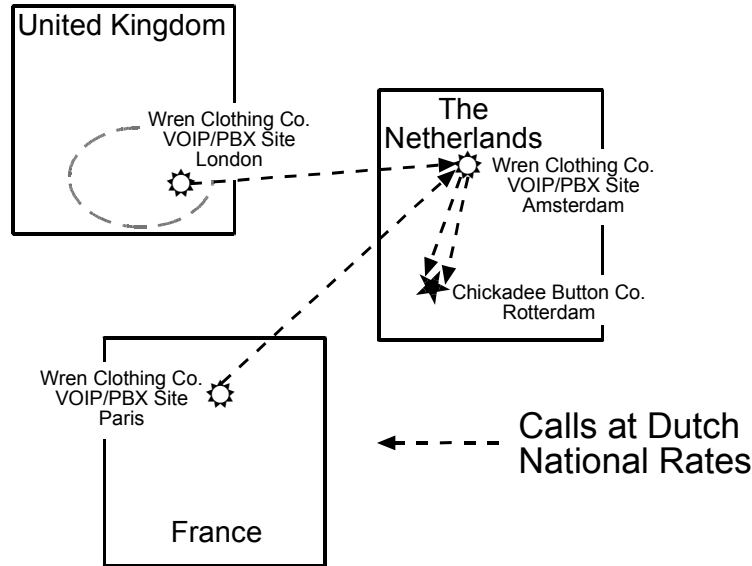 United Kingdom
Wren Clothing Co.
VOIP/PBX Site
London
The
Netherlands
Wren Clothing Co.
VOIP/PBX Site
Amsterdam
Chickadee Button Co.
Rotterdam
Wren Clothing Co.
VOIP/PBX Site
Paris
Calls at Dutch
National Rates
France